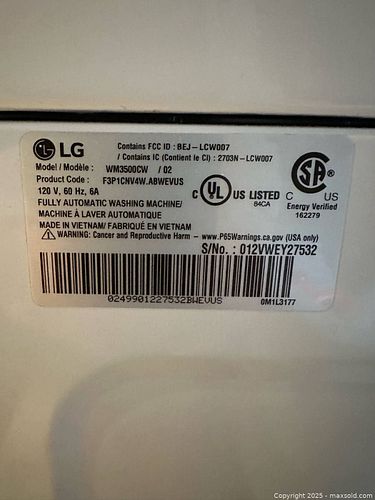 LG
Contains FCC ID : BEJ-LCW007
/ Contains IC (Contient le CI) : 2703N-LCW007
Model / Modèle : WM3500CW / 02
Product Code : F3P1CNV4W.ABWEVUS
120 V, 60 Hz, 6A
FULLY AUTOMATIC WASHING MACHINE/
MACHINE À LAVER AUTOMATIQUE
MADE IN VIETNAM/ FABRIQUÉ EN VIETNAM
C UL US LISTED
84CA
SA ®
C US
Energy Verified
162279
WARNING: Cancer and Reproductive Harm – www.P65Warnings.ca.gov (USA only)
S/No. : 012VWEY27532
0249901227532BWEVUS
0M1L3177
Copyright 2025 - maxsold.com